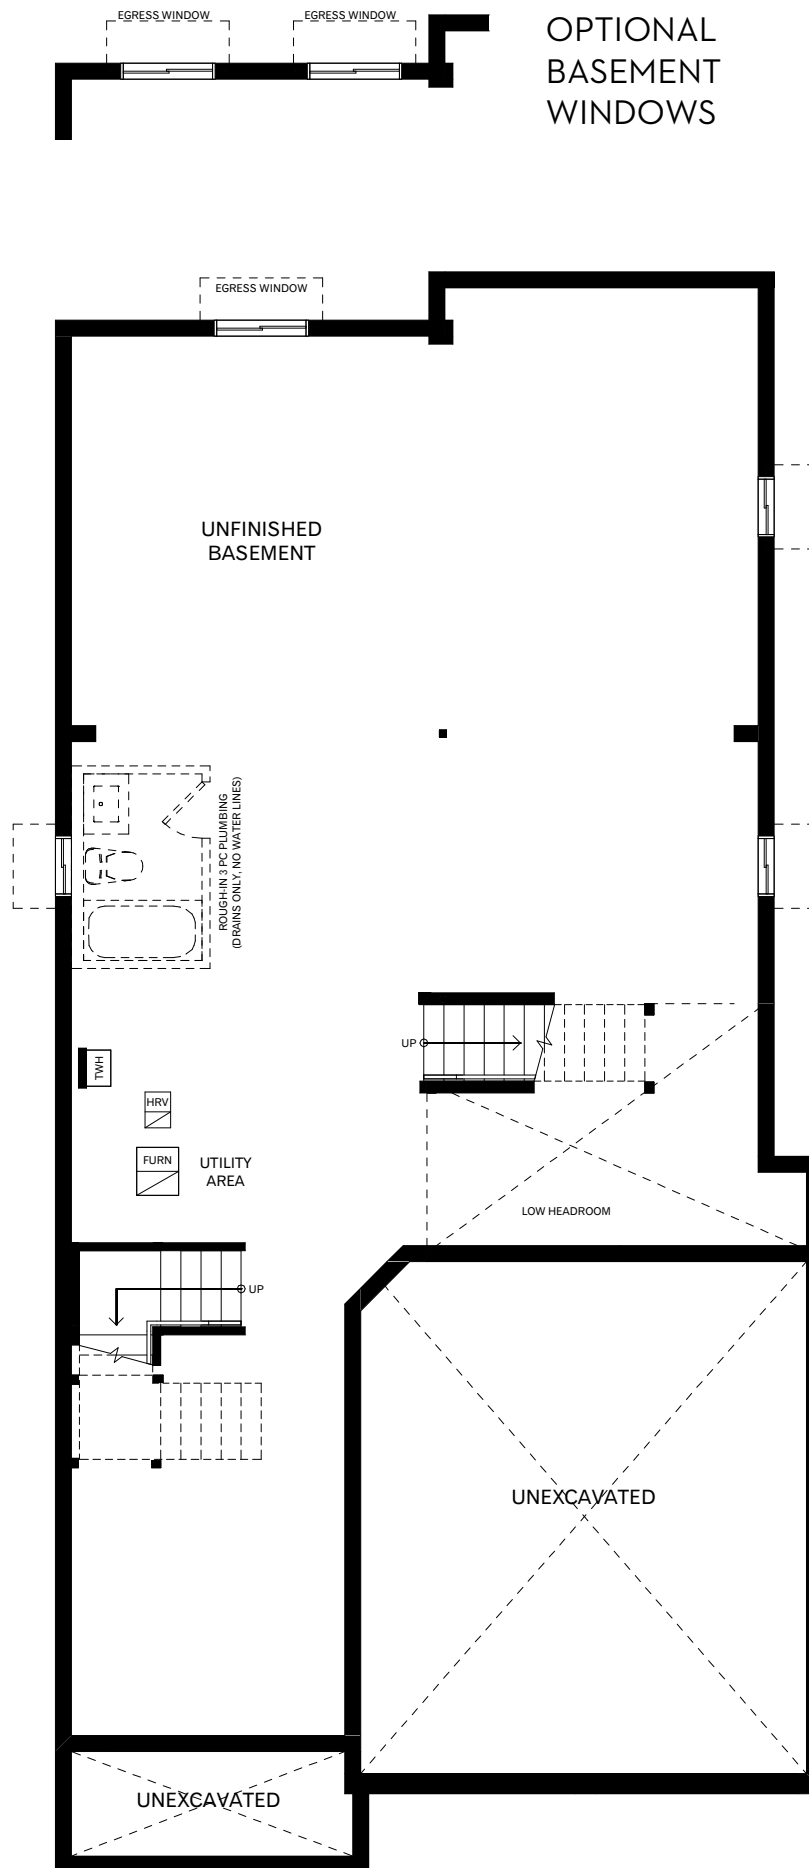 EGRESS WINDOW
EGRESS WINDOW
OPTIONAL
BASEMENT
WINDOWS
EGRESS WINDOW
UNFINISHED
BASEMENT
ROUGH-IN 3 PC PLUMBING
(DRAINS ONLY, NO WATER LINES)
UP
TWH
HRV
FURN
UTILITY
AREA
LOW HEADROOM
UP
UNEXCAVATED
UNEXCAVATED